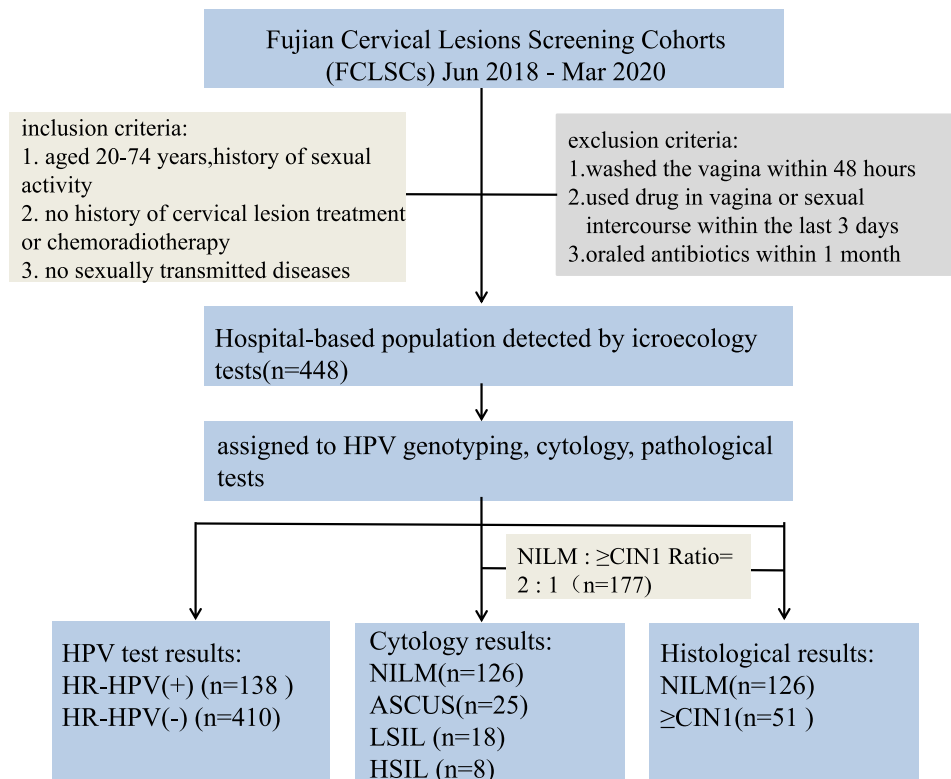 Fujian Cervical Lesions Screening Cohorts
(FCLSCs) Jun 2018 - Mar 2020
inclusion criteria:
1. aged 20-74 years,history of sexual
activity
2. no history of cervical lesion treatment
or chemoradiotherapy
3. no sexually transmitted diseases
exclusion criteria:
1.washed the vagina within 48 hours
2.used drug in vagina or sexual
intercourse within the last 3 days
3.oraled antibiotics within 1 month
Hospital-based population detected by icroecology
tests(n=448)
assigned to HPV genotyping, cytology, pathological
tests
NILM : ≥CIN1 Ratio=
2 : 1（n=177)
HPV test results:
HR-HPV(+) (n=138 )
HR-HPV(-) (n=410)
Cytology results:
NILM(n=126)
ASCUS(n=25)
LSIL (n=18)
HSIL (n=8)
Histological results:
NILM(n=126)
≥CIN1(n=51 )